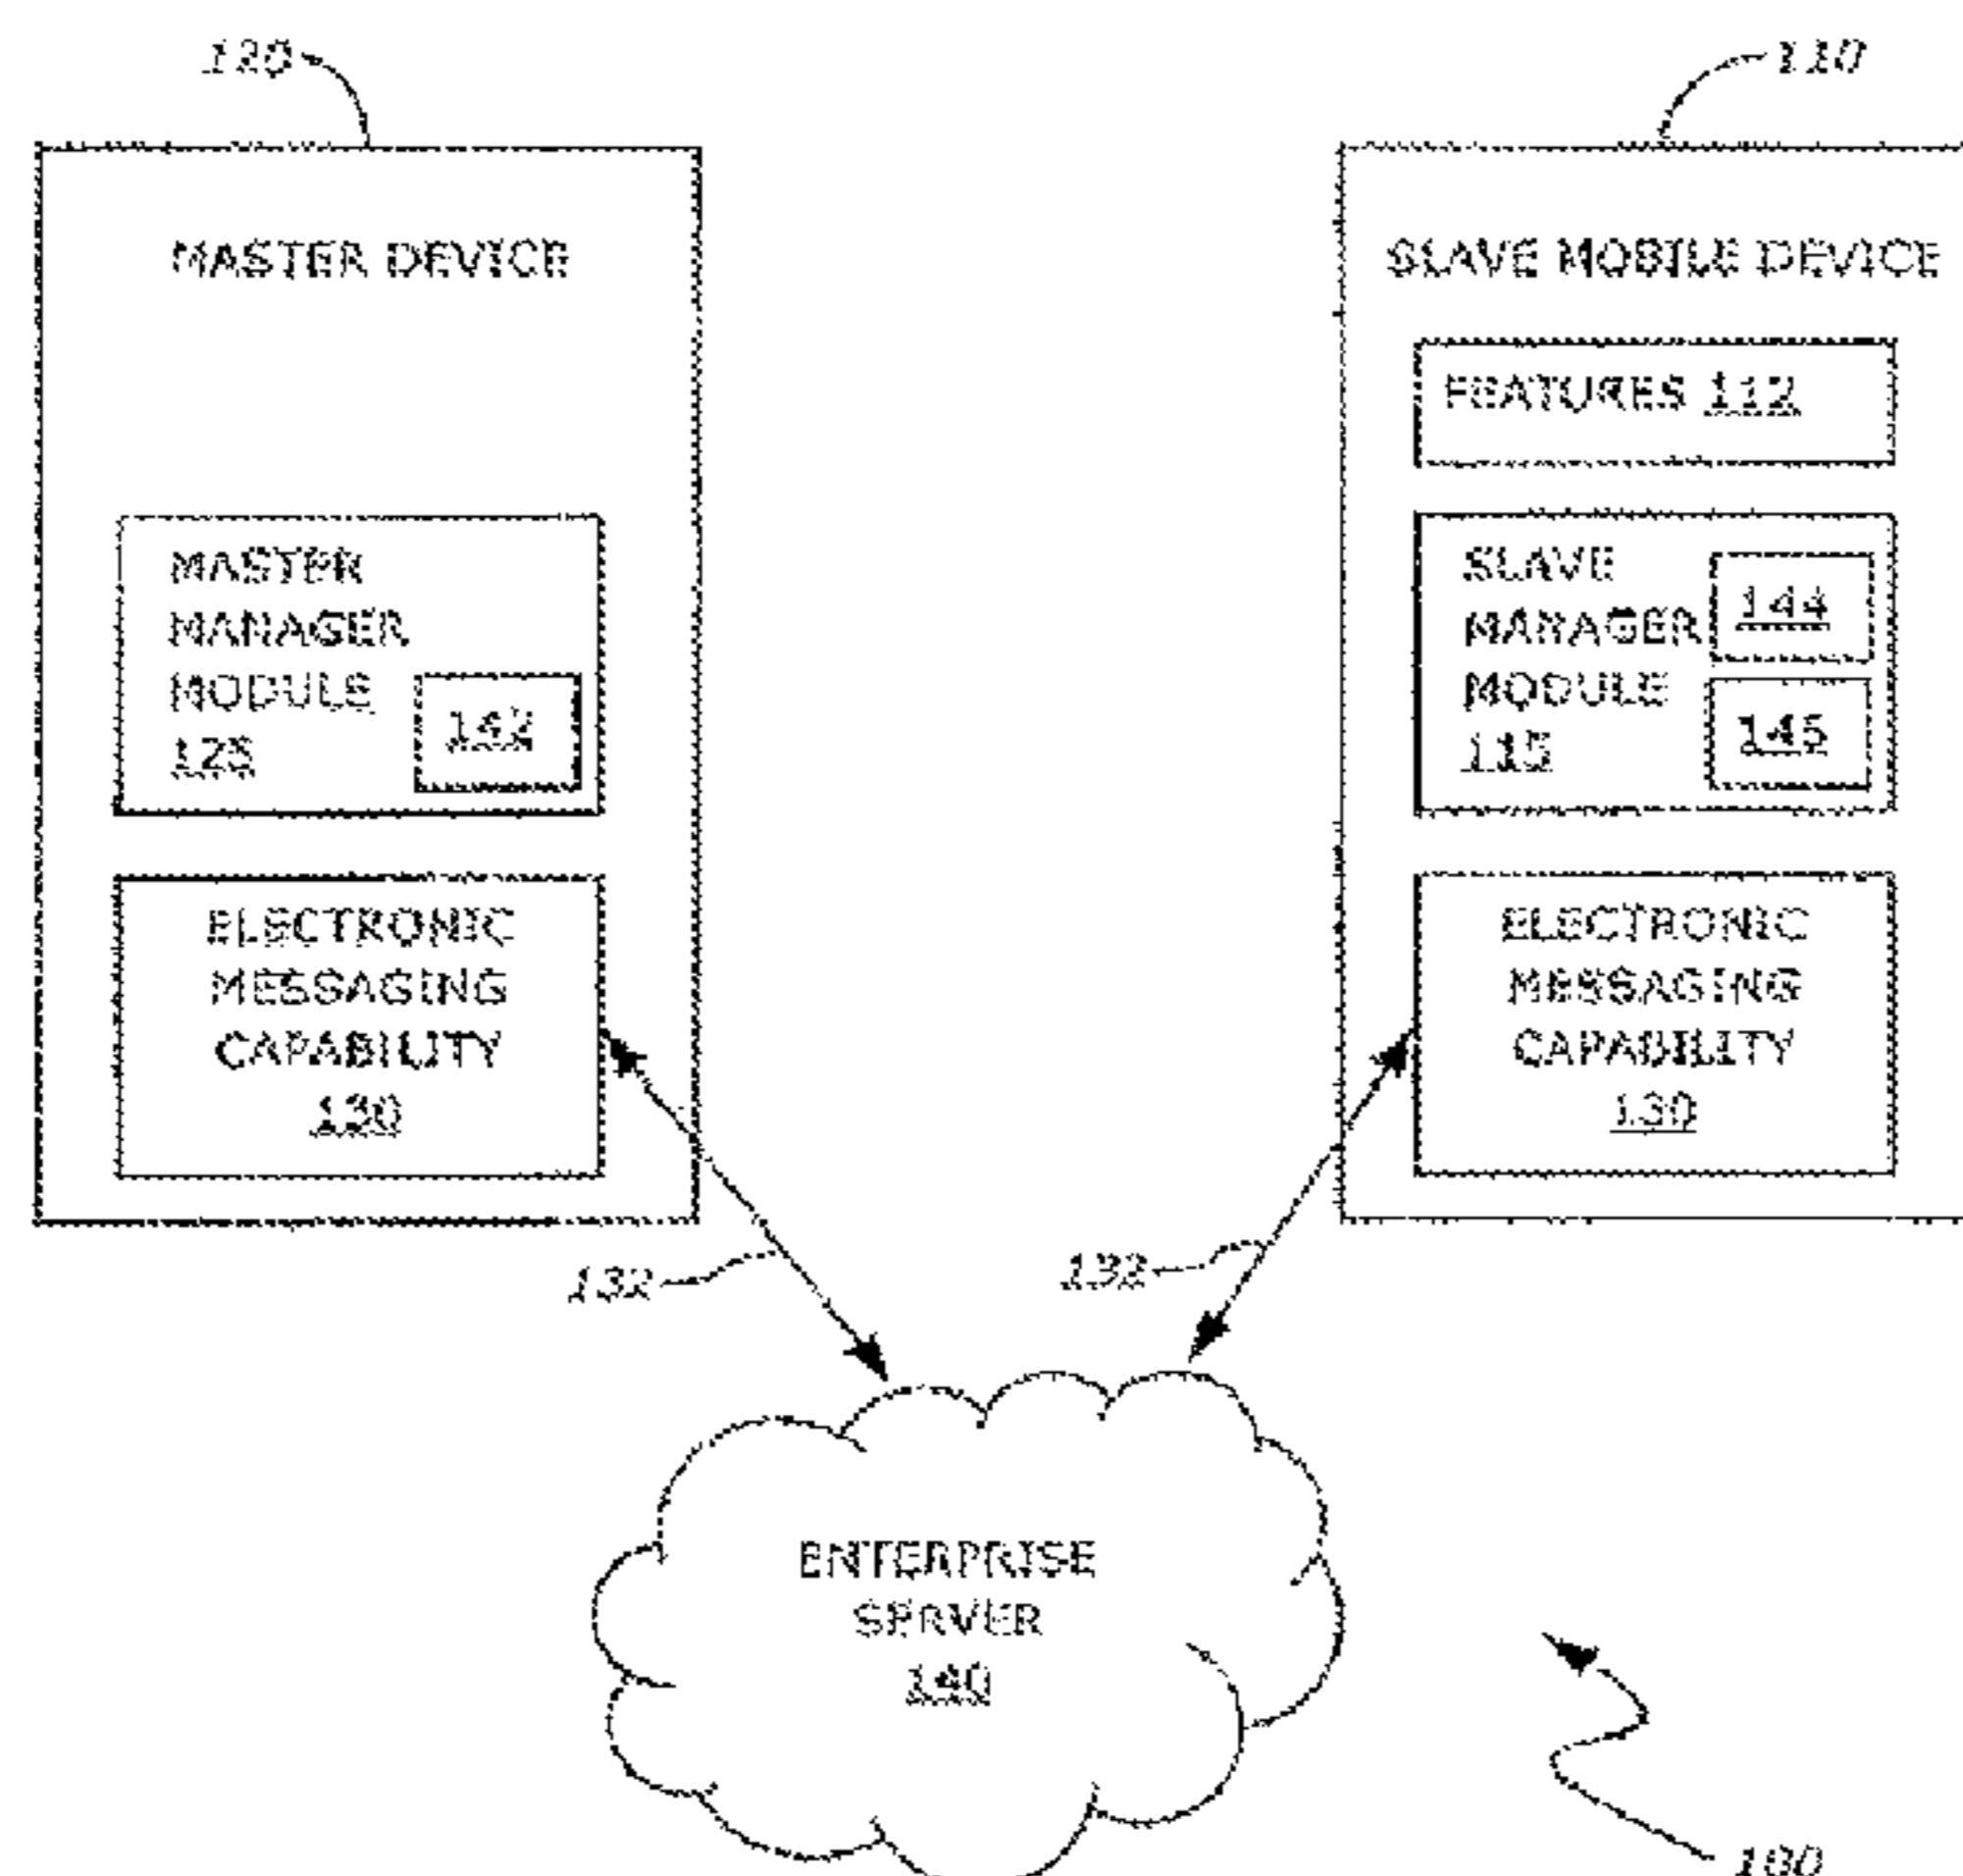 120
110
MASTER DEVICE
SLAVE MOBILE DEVICE
FEATURES 112
MASTER
MANAGER
MODULE
125
142
SLAVE
MANAGER
MODULE
115
144
145
ELECTRONIC
MESSAGING
CAPABILITY
130
ELECTRONIC
MESSAGING
CAPABILITY
130
132
132
ENTERPRISE
SERVER
140
100